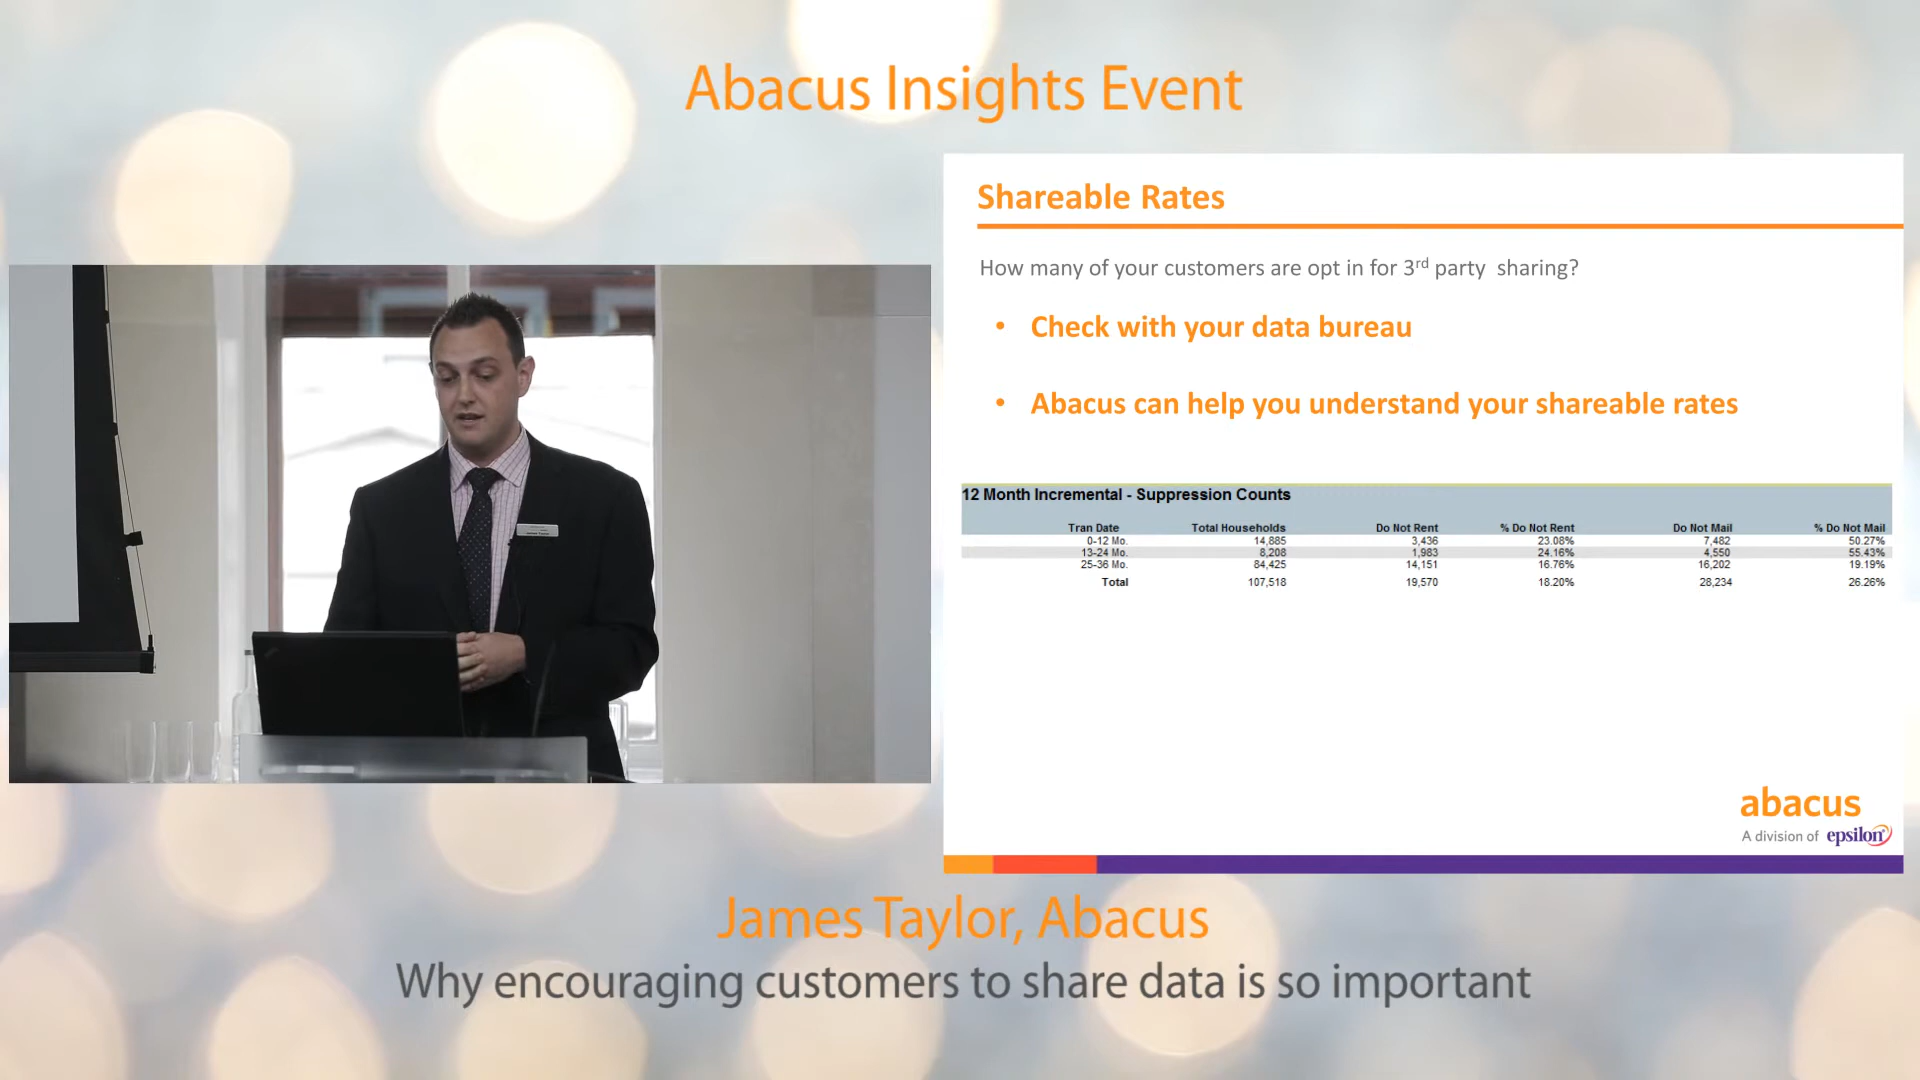 Abacus Insights Event
Shareable Rates
How many of your customers are opt in for 3rd party sharing?
• Check with your data bureau
• Abacus can help you understand your shareable rates
12 Month Incremental - Suppression Counts
Tran Date Total Households Do Not Rent % Do Not Rent Do Not Mail % Do Not Mail
0-12 Mo. 14,885 3,436 23.08% 7,482 50.27%
13-24 Mo. 8,208 1,983 24.16% 4,550 55.43%
25-36 Mo. 84,425 14,151 16.76% 16,202 19.19%
Total 107,518 19,570 18.20% 28,234 26.26%
abacus
A division of epsilon
James Taylor, Abacus
Why encouraging customers to share data is so important